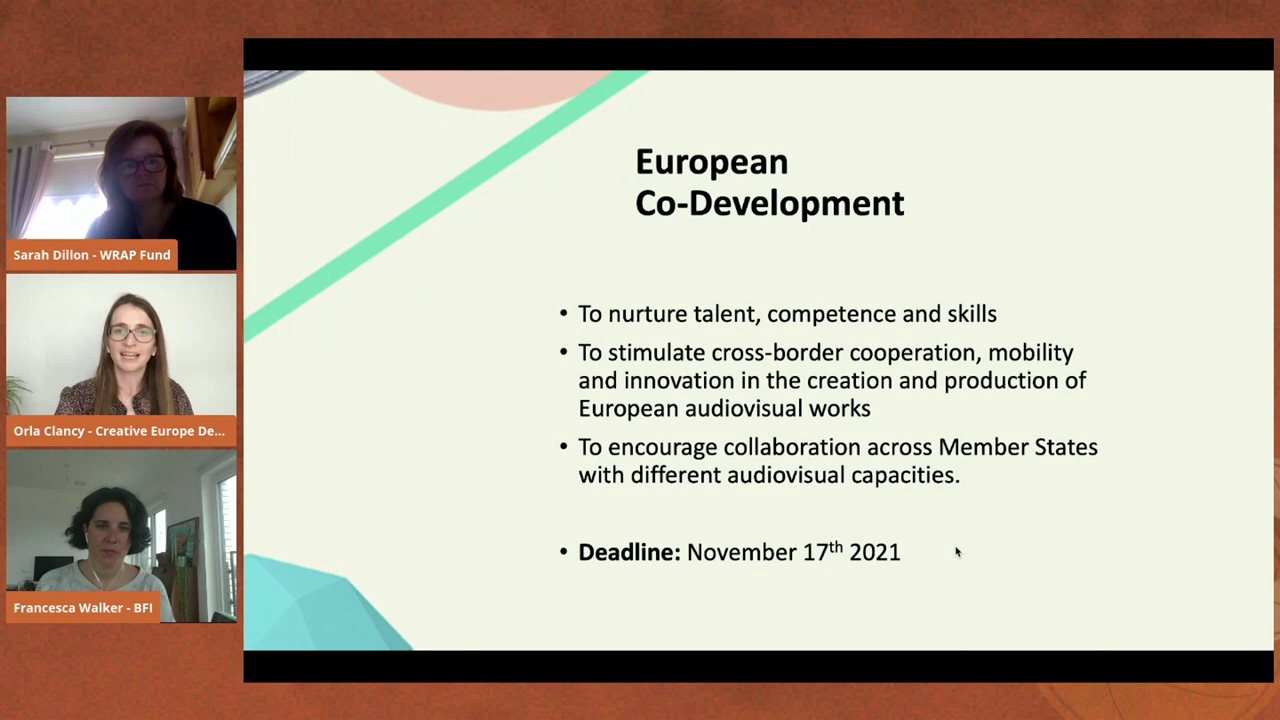 Sarah Dillon - WRAP Fund
Orla Clancy - Creative Europe De...
Francesca Walker - BFI
European
Co-Development
• To nurture talent, competence and skills
• To stimulate cross-border cooperation, mobility
and innovation in the creation and production of
European audiovisual works
• To encourage collaboration across Member States
with different audiovisual capacities.
• Deadline: November 17th 2021